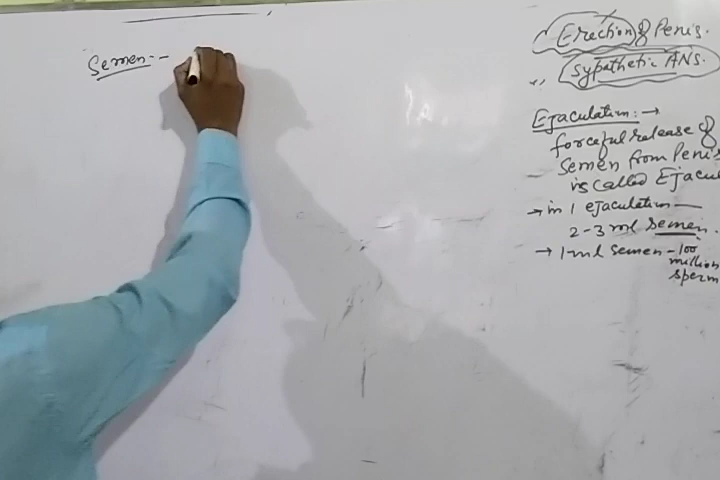 Semen:-
Erection of Penis.
Sypathetic ANS.
Ejaculation: →
forceful release of
Semen from Penis
is called Ejacul
→ in 1 ejaculation —
2-3 ml semen.
→ 1 ml semen - 100
million
sperm